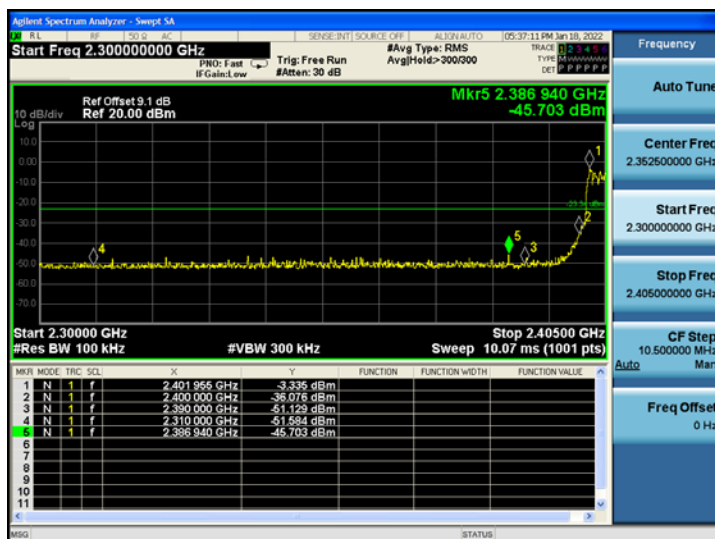 Agilent Spectrum Analyzer - Swept SA
RL RF 50 Ω AC SENSE:INT SOURCE OFF ALIGN AUTO 05:37:11 PM Jan 18, 2022
Start Freq 2.300000000 GHz
PNO: Fast
IFGain:Low
Trig: Free Run
#Atten: 30 dB
#Avg Type: RMS
Avg|Hold:>300/300
TRACE 1 2 3 4 5 6
TYPE M
DET P P P P P P
Ref Offset 9.1 dB
Ref 20.00 dBm
10 dB/div
Log
Mkr5 2.386 940 GHz
-45.703 dBm
10.0
0.00
-10.0
-20.0
-30.0
-40.0
-50.0
-60.0
-70.0
1
2
3
4
5
Start 2.30000 GHz Stop 2.40500 GHz
#Res BW 100 kHz #VBW 300 kHz Sweep 10.07 ms (1001 pts)
MKR MODE TRC SCL X Y FUNCTION FUNCTION WIDTH FUNCTION VALUE
1 N 1 f 2.401 955 GHz -3.335 dBm
2 N 1 f 2.400 000 GHz -36.076 dBm
3 N 1 f 2.390 000 GHz -51.129 dBm
4 N 1 f 2.310 000 GHz -51.584 dBm
5 N 1 f 2.386 940 GHz -45.703 dBm
6
7
8
9
10
11
MSG STATUS
Frequency
Auto Tune
Center Freq
2.352500000 GHz
Start Freq
2.300000000 GHz
Stop Freq
2.405000000 GHz
CF Step
10.500000 MHz
Auto Man
Freq Offset
0 Hz